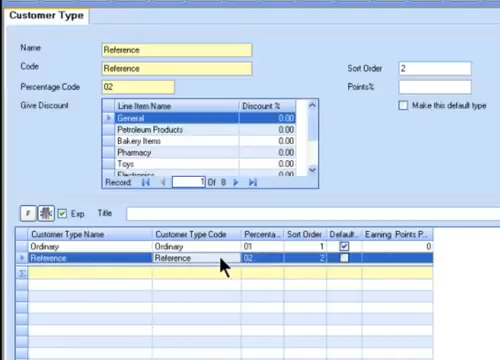 Customer Type
Name Reference
Code Reference Sort Order 2
Percentage Code 02 Points%
Give Discount Make this default type
Line Item Name Discount %
General 0.00
Petroleum Products 0.00
Bakery Items 0.00
Pharmacy 0.00
Toys 0.00
Electronics 0.00
Record: 1 Of 8
F Exp Title
Customer Type Name Customer Type Code Percenta... Sort Order Default... Earning Points P...
Ordinary Ordinary 01 1 0
Reference Reference 02 2